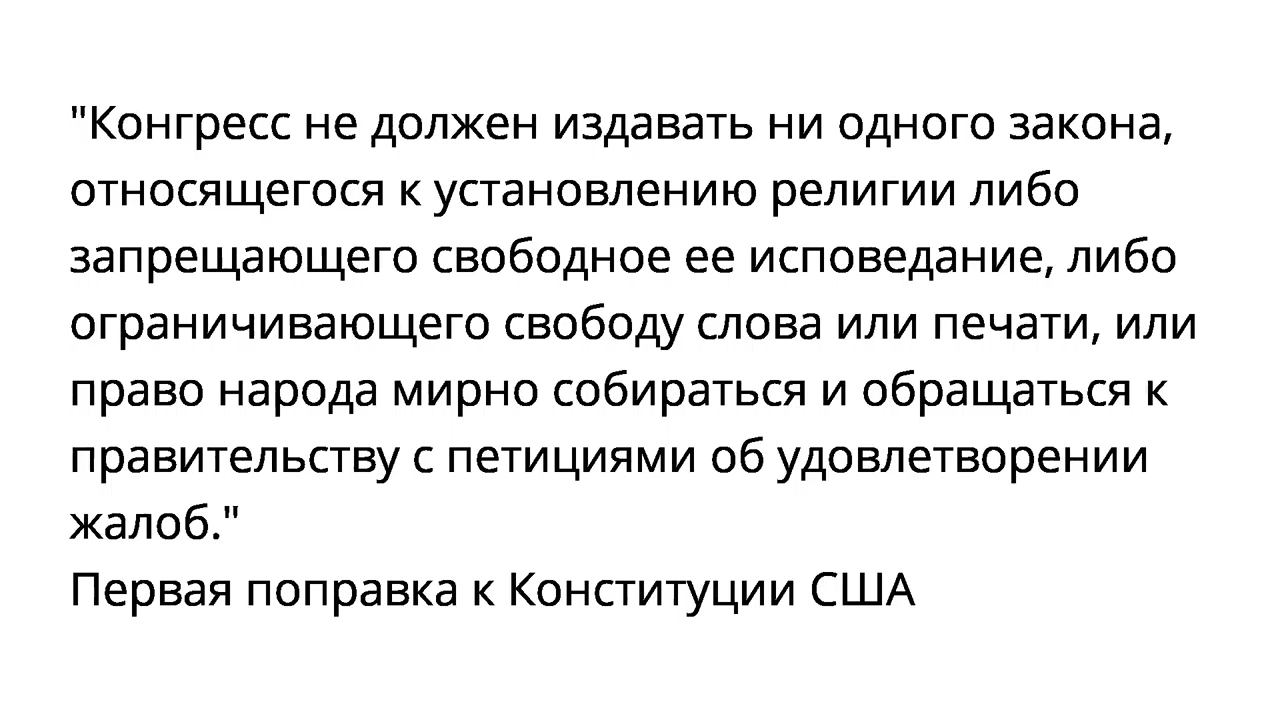 "Конгресс не должен издавать ни одного закона,
относящегося к установлению религии либо
запрещающего свободное ее исповедание, либо
ограничивающего свободу слова или печати, или
право народа мирно собираться и обращаться к
правительству с петициями об удовлетворении
жалоб."
Первая поправка к Конституции США